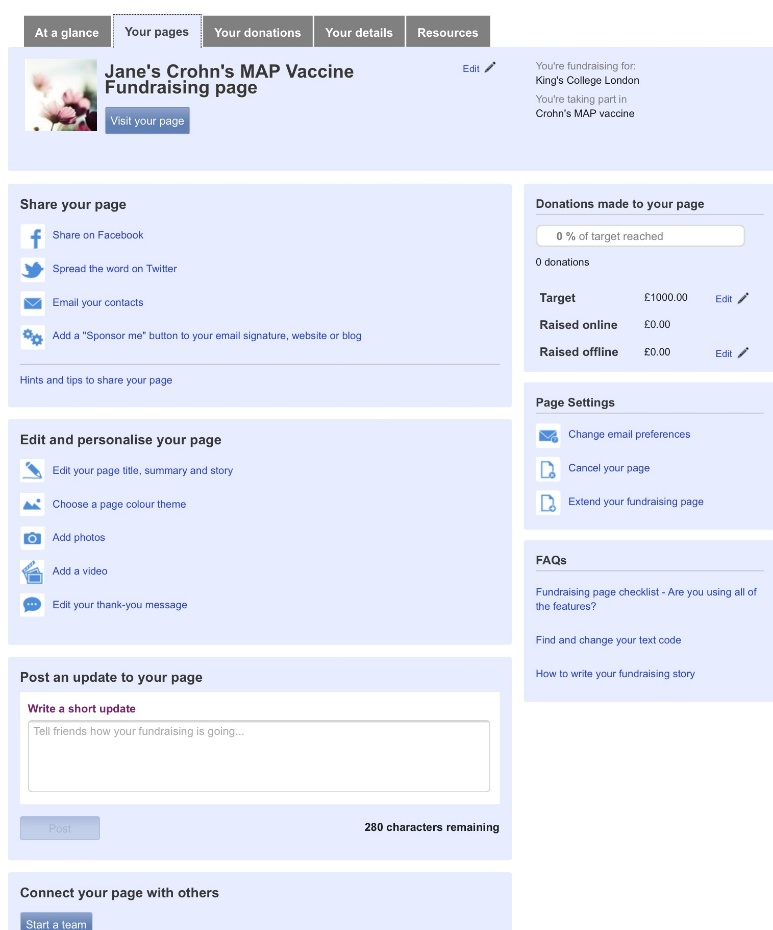 At a glance
Your pages
Your donations
Your details
Resources
Jane's Crohn's MAP Vaccine
Fundraising page
Edit
Visit your page
You're fundraising for:
King's College London
You're taking part in
Crohn's MAP vaccine
Share your page
Share on Facebook
Spread the word on Twitter
Email your contacts
Add a "Sponsor me" button to your email signature, website or blog
Hints and tips to share your page
Edit and personalise your page
Edit your page title, summary and story
Choose a page colour theme
Add photos
Add a video
Edit your thank-you message
Post an update to your page
Write a short update
Tell friends how your fundraising is going...
Post
280 characters remaining
Connect your page with others
Start a team
Donations made to your page
0 % of target reached
0 donations
Target £1000.00 Edit
Raised online £0.00
Raised offline £0.00 Edit
Page Settings
Change email preferences
Cancel your page
Extend your fundraising page
FAQs
Fundraising page checklist - Are you using all of
the features?
Find and change your text code
How to write your fundraising story